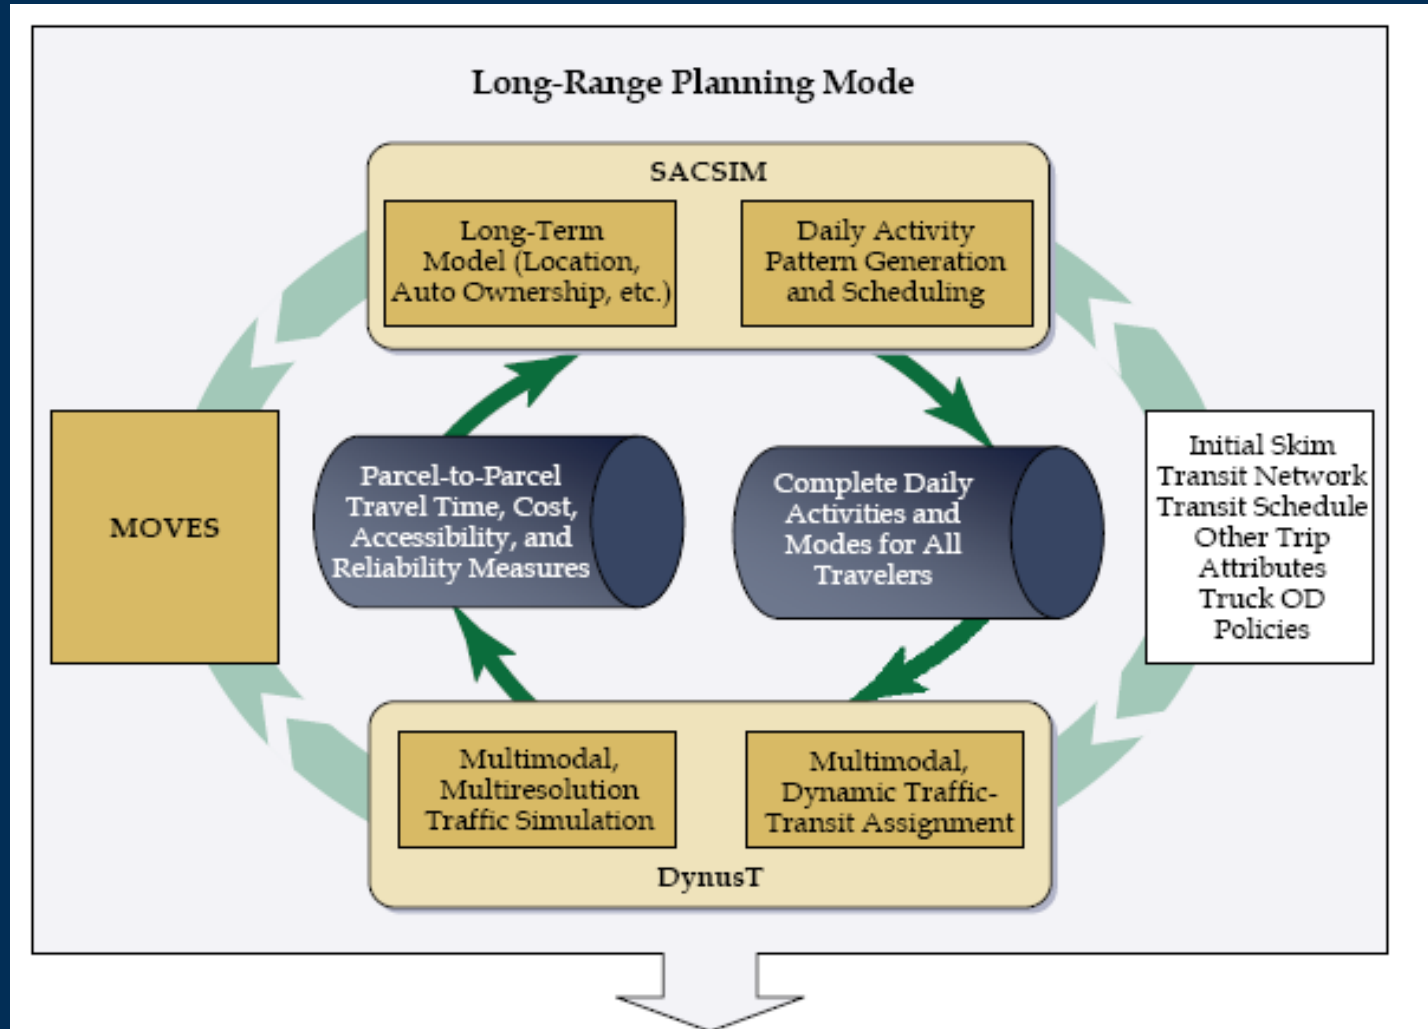 Long-Range Planning Mode
SACSIM
Long-Term
Model (Location,
Auto Ownership, etc.)
Daily Activity
Pattern Generation
and Scheduling
MOVES
Parcel-to-Parcel
Travel Time, Cost,
Accessibility, and
Reliability Measures
Complete Daily
Activities and
Modes for All
Travelers
Initial Skim
Transit Network
Transit Schedule
Other Trip
Attributes
Truck OD
Policies
Multimodal,
Multiresolution
Traffic Simulation
Multimodal,
Dynamic Traffic-
Transit Assignment
DynusT